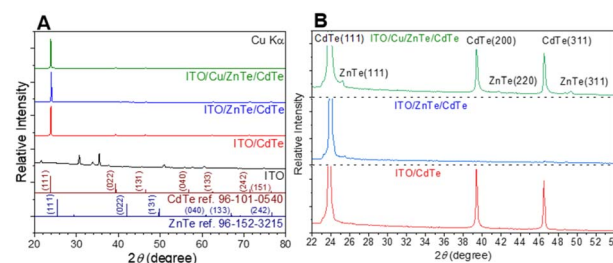 A
Cu Kα
ITO/Cu/ZnTe/CdTe
ITO/ZnTe/CdTe
ITO/CdTe
ITO
(111)
(022)
(131)
(056)
(133)
(242)
(151)
CdTe ref. 96-101-0540
(111)
(022)
(131)
(040)
(133)
(242)
ZnTe ref. 96-152-3215
Relative Intensity
20 30 40 50 60 70 80
2θ (degree)
B
CdTe(111)
ITO/Cu/ZnTe/CdTe
CdTe(200)
CdTe(311)
ZnTe(111)
ZnTe(220)
ZnTe(311)
ITO/ZnTe/CdTe
ITO/CdTe
Relative Intensity
22 24 26 28 30 32 34 36 38 40 42 44 46 48 50 52
2θ (degree)